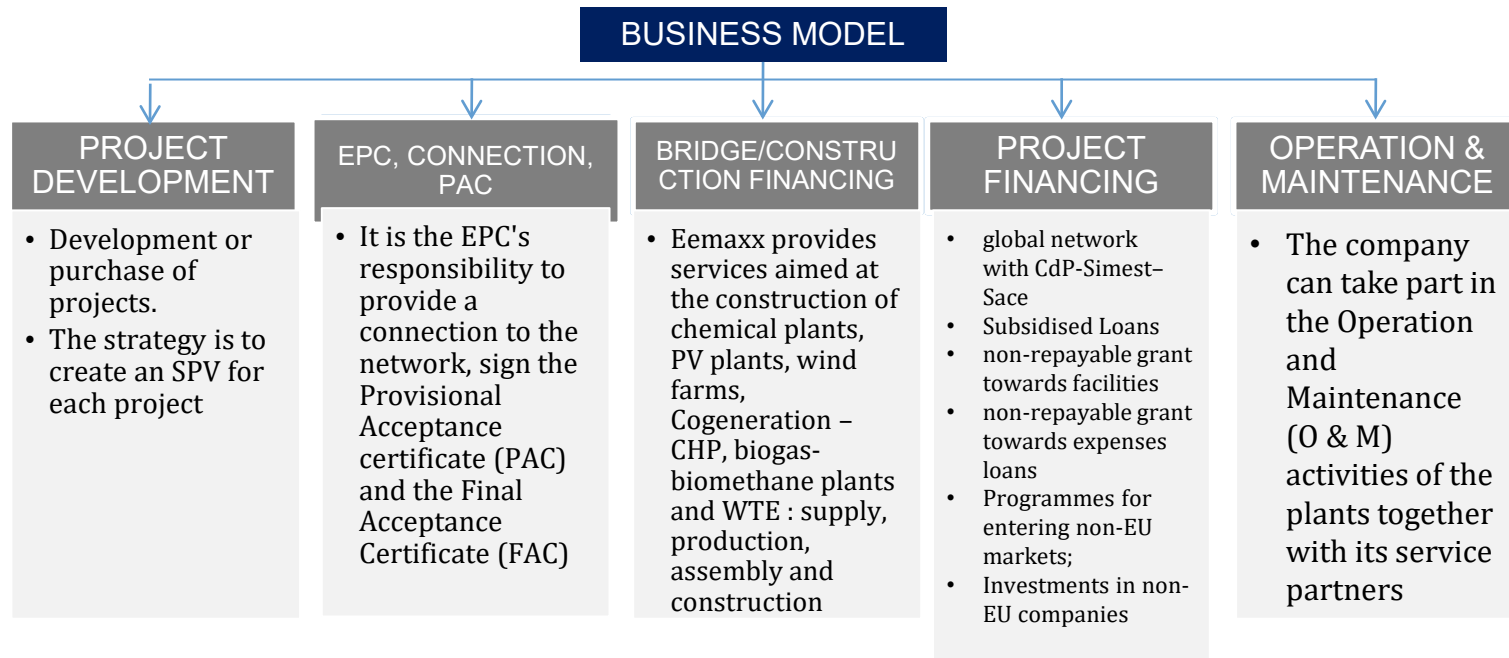 BUSINESS MODEL
PROJECT
DEVELOPMENT
• Development or
purchase of
projects.
• The strategy is to
create an SPV for
each project
EPC, CONNECTION,
PAC
• It is the EPC's
responsibility to
provide a
connection to the
network, sign the
Provisional
Acceptance
certificate (PAC)
and the Final
Acceptance
Certificate (FAC)
BRIDGE/CONSTRU
CTION FINANCING
• Eemaxx provides
services aimed at
the construction of
chemical plants,
PV plants, wind
farms,
Cogeneration –
CHP, biogas-
biomethane plants
and WTE : supply,
production,
assembly and
construction
PROJECT
FINANCING
• global network
with CdP-Simest–
Sace
• Subsidised Loans
• non-repayable grant
towards facilities
• non-repayable grant
towards expenses
loans
• Programmes for
entering non-EU
markets;
• Investments in non-
EU companies
OPERATION &
MAINTENANCE
• The company
can take part in
the Operation
and
Maintenance
(O & M)
activities of the
plants together
with its service
partners